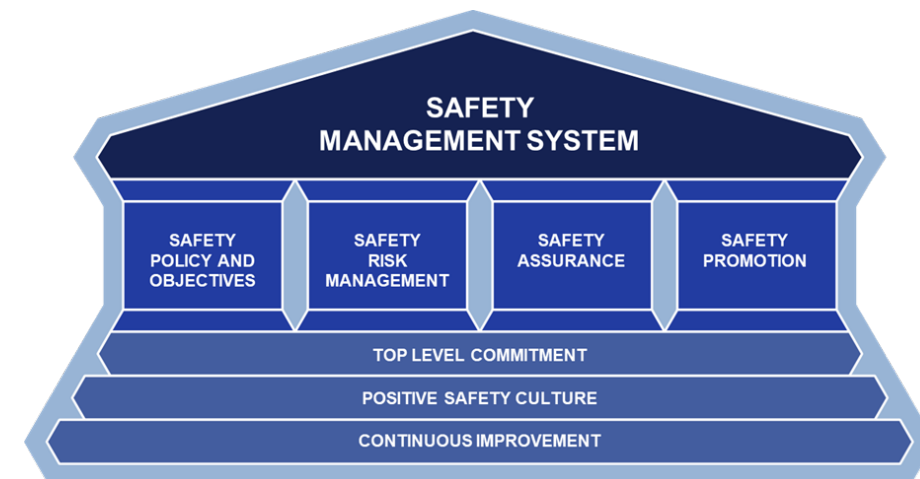 SAFETY
MANAGEMENT SYSTEM
SAFETY
POLICY AND
OBJECTIVES
SAFETY
RISK
MANAGEMENT
SAFETY
ASSURANCE
SAFETY
PROMOTION
TOP LEVEL COMMITMENT
POSITIVE SAFETY CULTURE
CONTINUOUS IMPROVEMENT